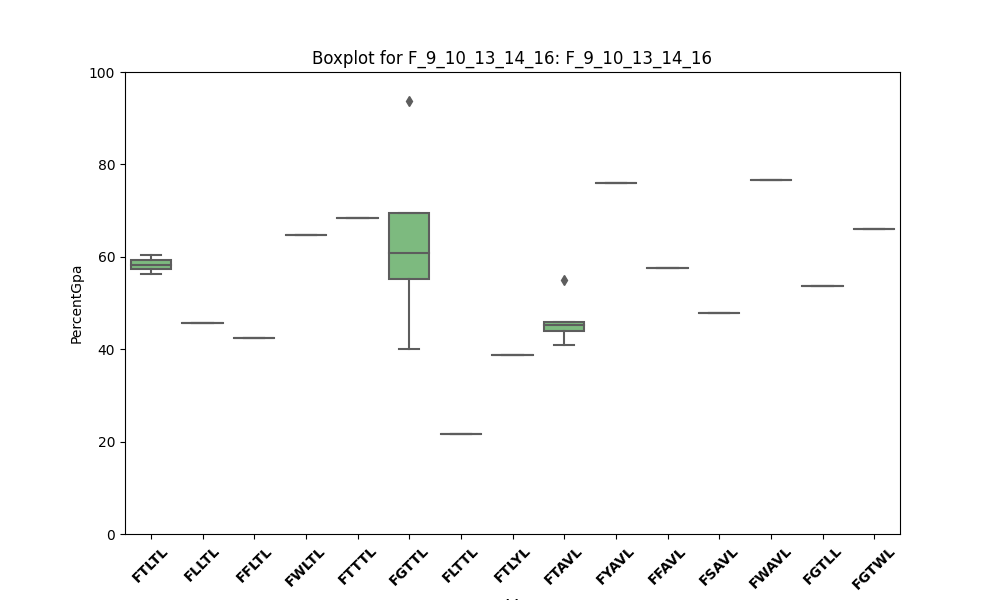 Boxplot for F_9_10_13_14_16: F_9_10_13_14_16
100
80
60
40
20
0
PercentGpa
FTLTL
FLLTL
FFLTL
FWLTL
FTTTL
FGTTL
FLTTL
FTLYL
FTAVL
FYAVL
FFAVL
FSAVL
FWAVL
FGTLL
FGTWL